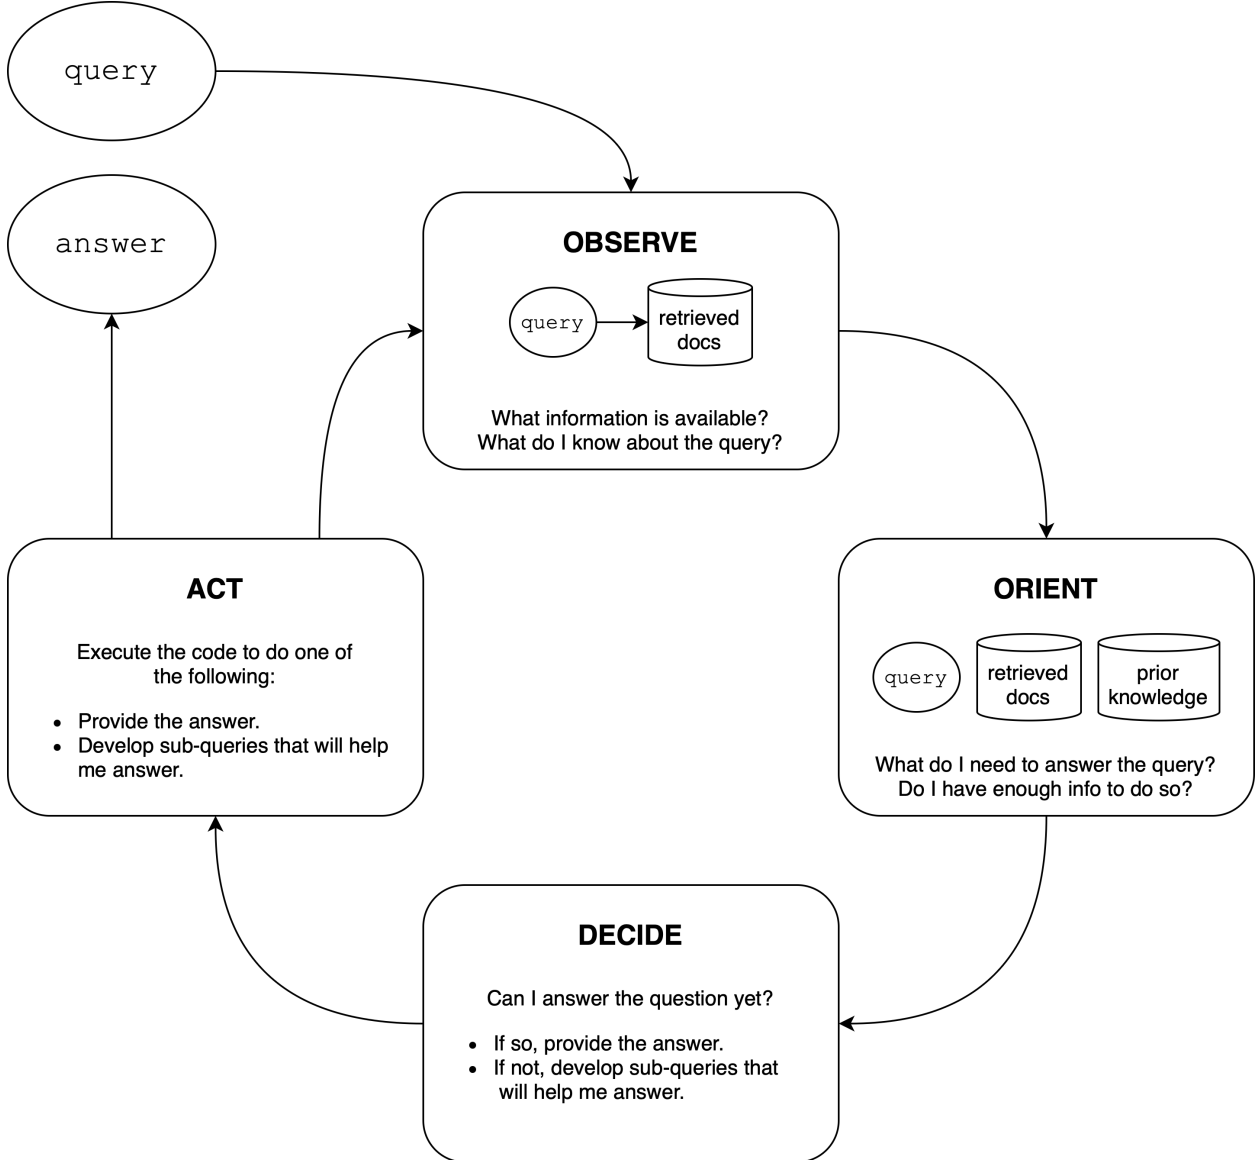 query
answer
OBSERVE
query
retrieved
docs
What information is available?
What do I know about the query?
ACT
Execute the code to do one of
the following:
• Provide the answer.
• Develop sub-queries that will help
me answer.
ORIENT
query
retrieved
docs
prior
knowledge
What do I need to answer the query?
Do I have enough info to do so?
DECIDE
Can I answer the question yet?
• If so, provide the answer.
• If not, develop sub-queries that
will help me answer.